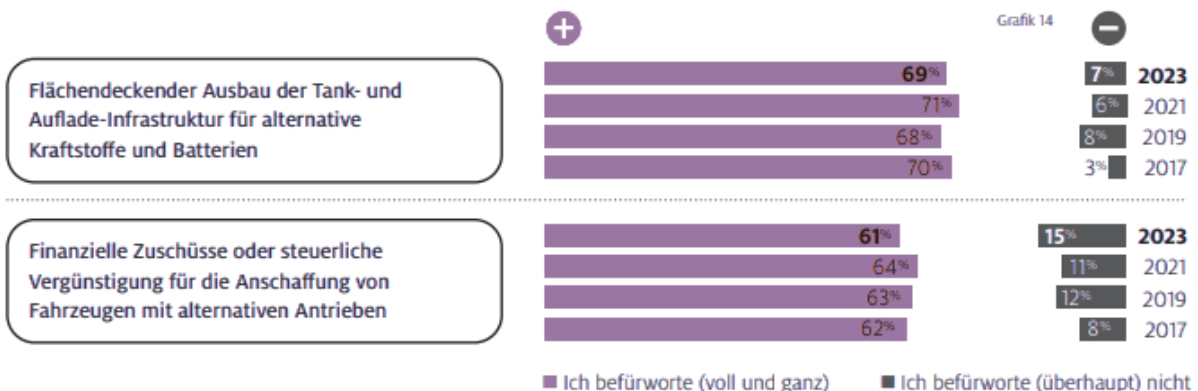 Grafik 14
Flächendeckender Ausbau der Tank- und
Auflade-Infrastruktur für alternative
Kraftstoffe und Batterien
69% 7% 2023
71% 6% 2021
68% 8% 2019
70% 3% 2017
Finanzielle Zuschüsse oder steuerliche
Vergünstigung für die Anschaffung von
Fahrzeugen mit alternativen Antrieben
61% 15% 2023
64% 11% 2021
63% 12% 2019
62% 8% 2017
Ich befürworte (voll und ganz) Ich befürworte (überhaupt) nicht